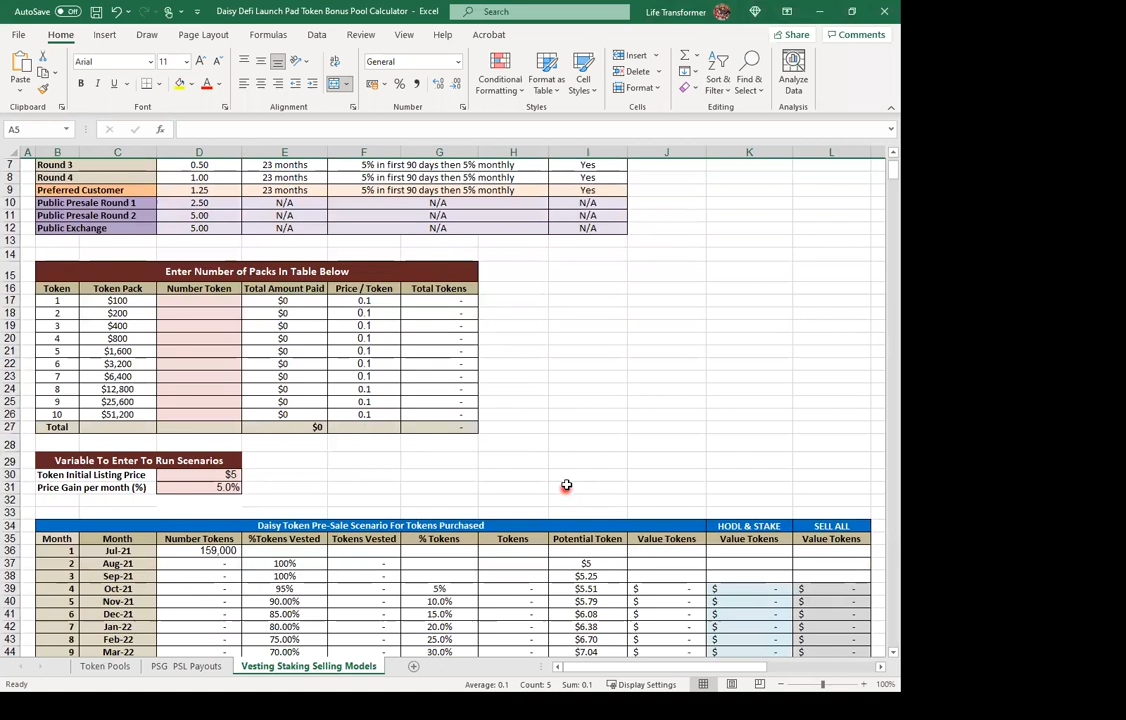 AutoSave Off Daisy Defi Launch Pad Token Bonus Pool Calculator - Excel Search Life Transformer
File Home Insert Draw Page Layout Formulas Data Review View Help Acrobat Share Comments
Paste Arial 11 General Conditional Formatting Format as Table Cell Styles Insert Delete Format Sort & Filter Find & Select Analyze Data
Clipboard Font Alignment Number Styles Cells Editing Analysis
A5 fx
A B C D E F G H I J K L
7 Round 3 0.50 23 months 5% in first 90 days then 5% monthly Yes
8 Round 4 1.00 23 months 5% in first 90 days then 5% monthly Yes
9 Preferred Customer 1.25 23 months 5% in first 90 days then 5% monthly Yes
10 Public Presale Round 1 2.50 N/A N/A N/A
11 Public Presale Round 2 5.00 N/A N/A N/A
12 Public Exchange 5.00 N/A N/A N/A
13
14
15 Enter Number of Packs In Table Below
16 Token Token Pack Number Token Total Amount Paid Price / Token Total Tokens
17 1 $100 $0 0.1 -
18 2 $200 $0 0.1 -
19 3 $400 $0 0.1 -
20 4 $800 $0 0.1 -
21 5 $1,600 $0 0.1 -
22 6 $3,200 $0 0.1 -
23 7 $6,400 $0 0.1 -
24 8 $12,800 $0 0.1 -
25 9 $25,600 $0 0.1 -
26 10 $51,200 $0 0.1 -
27 Total $0 -
28
29 Variable To Enter To Run Scenarios
30 Token Initial Listing Price $5
31 Price Gain per month (%) 5.0%
32
33
34 Daisy Token Pre-Sale Scenario For Tokens Purchased HODL & STAKE SELL ALL
35 Month Month Number Tokens %Tokens Vested Tokens Vested % Tokens Tokens Potential Token Value Tokens Value Tokens Value Tokens
36 1 Jul-21 159,000
37 2 Aug-21 - 100% - $5
38 3 Sep-21 - 100% - $5.25
39 4 Oct-21 - 95% - 5% - $5.51 $ - $ - $ -
40 5 Nov-21 - 90.00% - 10.0% - $5.79 $ - $ - $ -
41 6 Dec-21 - 85.00% - 15.0% - $6.08 $ - $ - $ -
42 7 Jan-22 - 80.00% - 20.0% - $6.38 $ - $ - $ -
43 8 Feb-22 - 75.00% - 25.0% - $6.70 $ - $ - $ -
44 9 Mar-22 - 70.00% - 30.0% - $7.04 $ - $ - $ -
Token Pools PSG PSL Payouts Vesting Staking Selling Models
Ready Average: 0.1 Count: 5 Sum: 0.1 Display Settings 100%